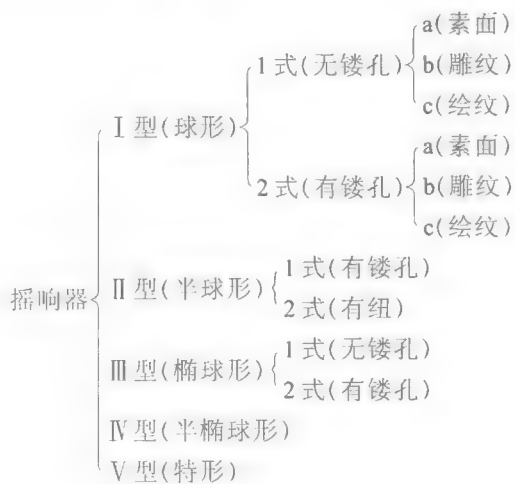 a(素面)
1式(无镂孔) b(雕纹)
c(绘纹)
Ⅰ型(球形)
a(素面)
2式(有镂孔) b(雕纹)
c(绘纹)
1式(有镂孔)
摇响器 Ⅱ型(半球形)
2式(有纽)
1式(无镂孔)
Ⅲ型(椭球形)
2式(有镂孔)
Ⅳ型(半椭球形)
Ⅴ型(特形)